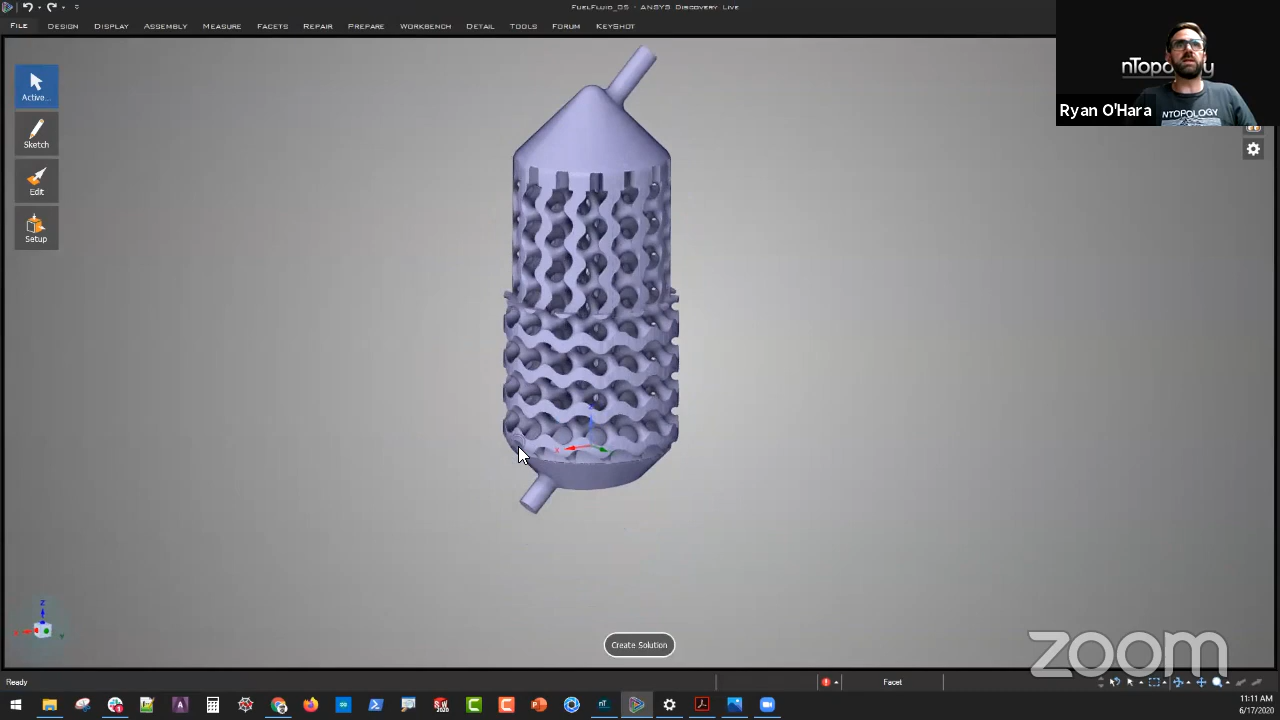 FuelFluid_05 - ANSYS Discovery Live
File Design Display Assembly Measure Facets Repair Prepare Workbench Detail Tools Forum KeyShot
nTopology
NTOPOLOGY
Ryan O'Hara
Active...
Sketch
Edit
Setup
Z
Create Solution
zoom
Ready
Facet
11:11 AM
6/17/2020